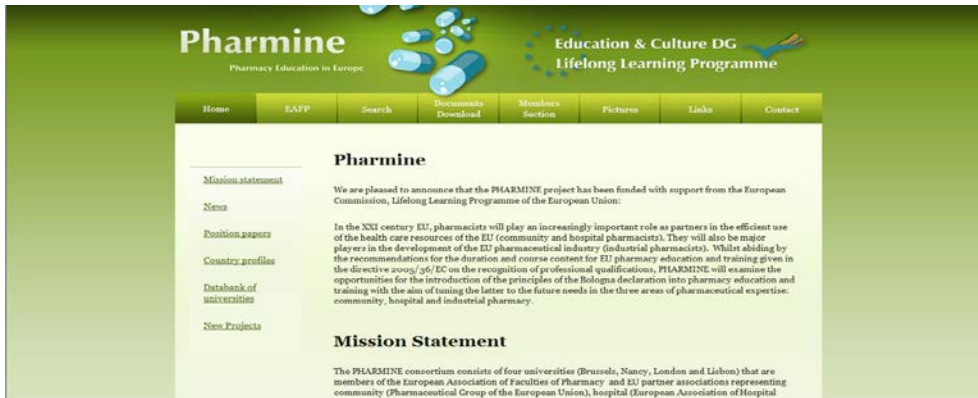 Pharmine
Pharmacy Education in Europe
Education & Culture DG
Lifelong Learning Programme
Home
EAFP
Search
Documents
Download
Members
Section
Pictures
Links
Contact
Mission statement
News
Position papers
Country profiles
Databank of
universities
New Projects
Pharmine
We are pleased to announce that the PHARMINE project has been funded with support from the European
Commission, Lifelong Learning Programme of the European Union:
In the XXI century EU, pharmacists will play an increasingly important role as partners in the efficient use
of the health care resources of the EU (community and hospital pharmacists). They will also be major
players in the development of the EU pharmaceutical industry (industrial pharmacists). Whilst abiding by
the recommendations for the duration and course content for EU pharmacy education and training given in
the directive 2005/36/EC on the recognition of professional qualifications, PHARMINE will examine the
opportunities for the introduction of the principles of the Bologna declaration into pharmacy education and
training with the aim of tuning the latter to the future needs in the three areas of pharmaceutical expertise:
community, hospital and industrial pharmacy.
Mission Statement
The PHARMINE consortium consists of four universities (Brussels, Nancy, London and Lisbon) that are
members of the European Association of Faculties of Pharmacy and EU partner associations representing
community (Pharmaceutical Group of the European Union), hospital (European Association of Hospital